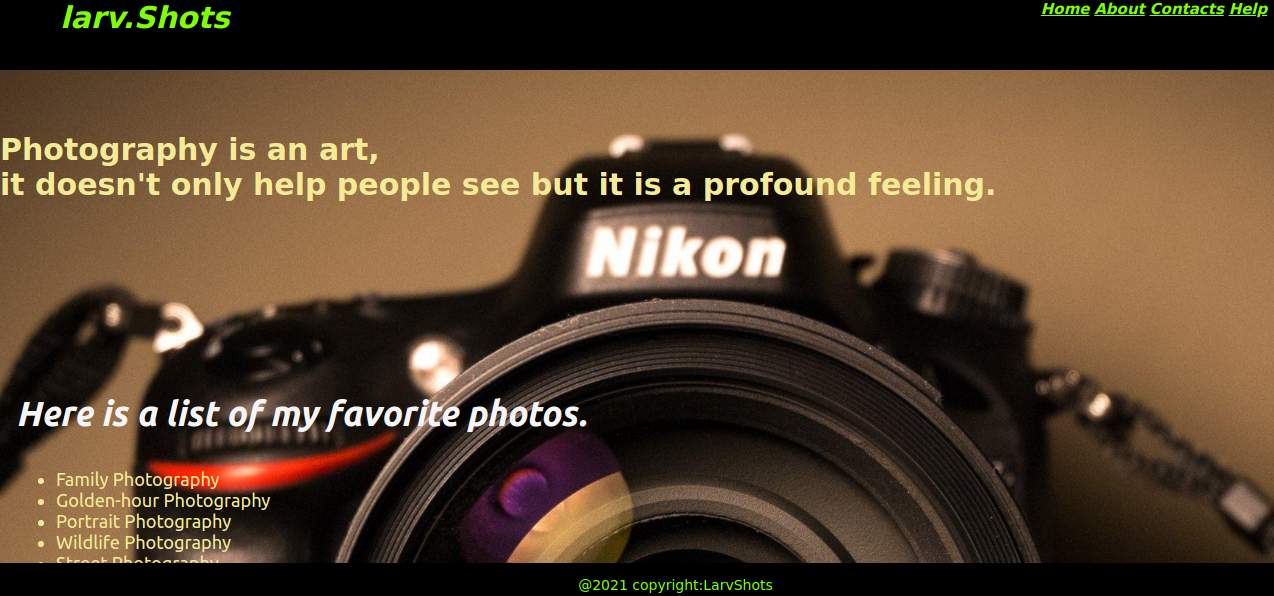 larv.Shots
Home About Contacts Help
Photography is an art,
it doesn't only help people see but it is a profound feeling.
Nikon
Here is a list of my favorite photos.
Family Photography
Golden-hour Photography
Portrait Photography
Wildlife Photography
Street Photography
@2021 copyright:LarvShots